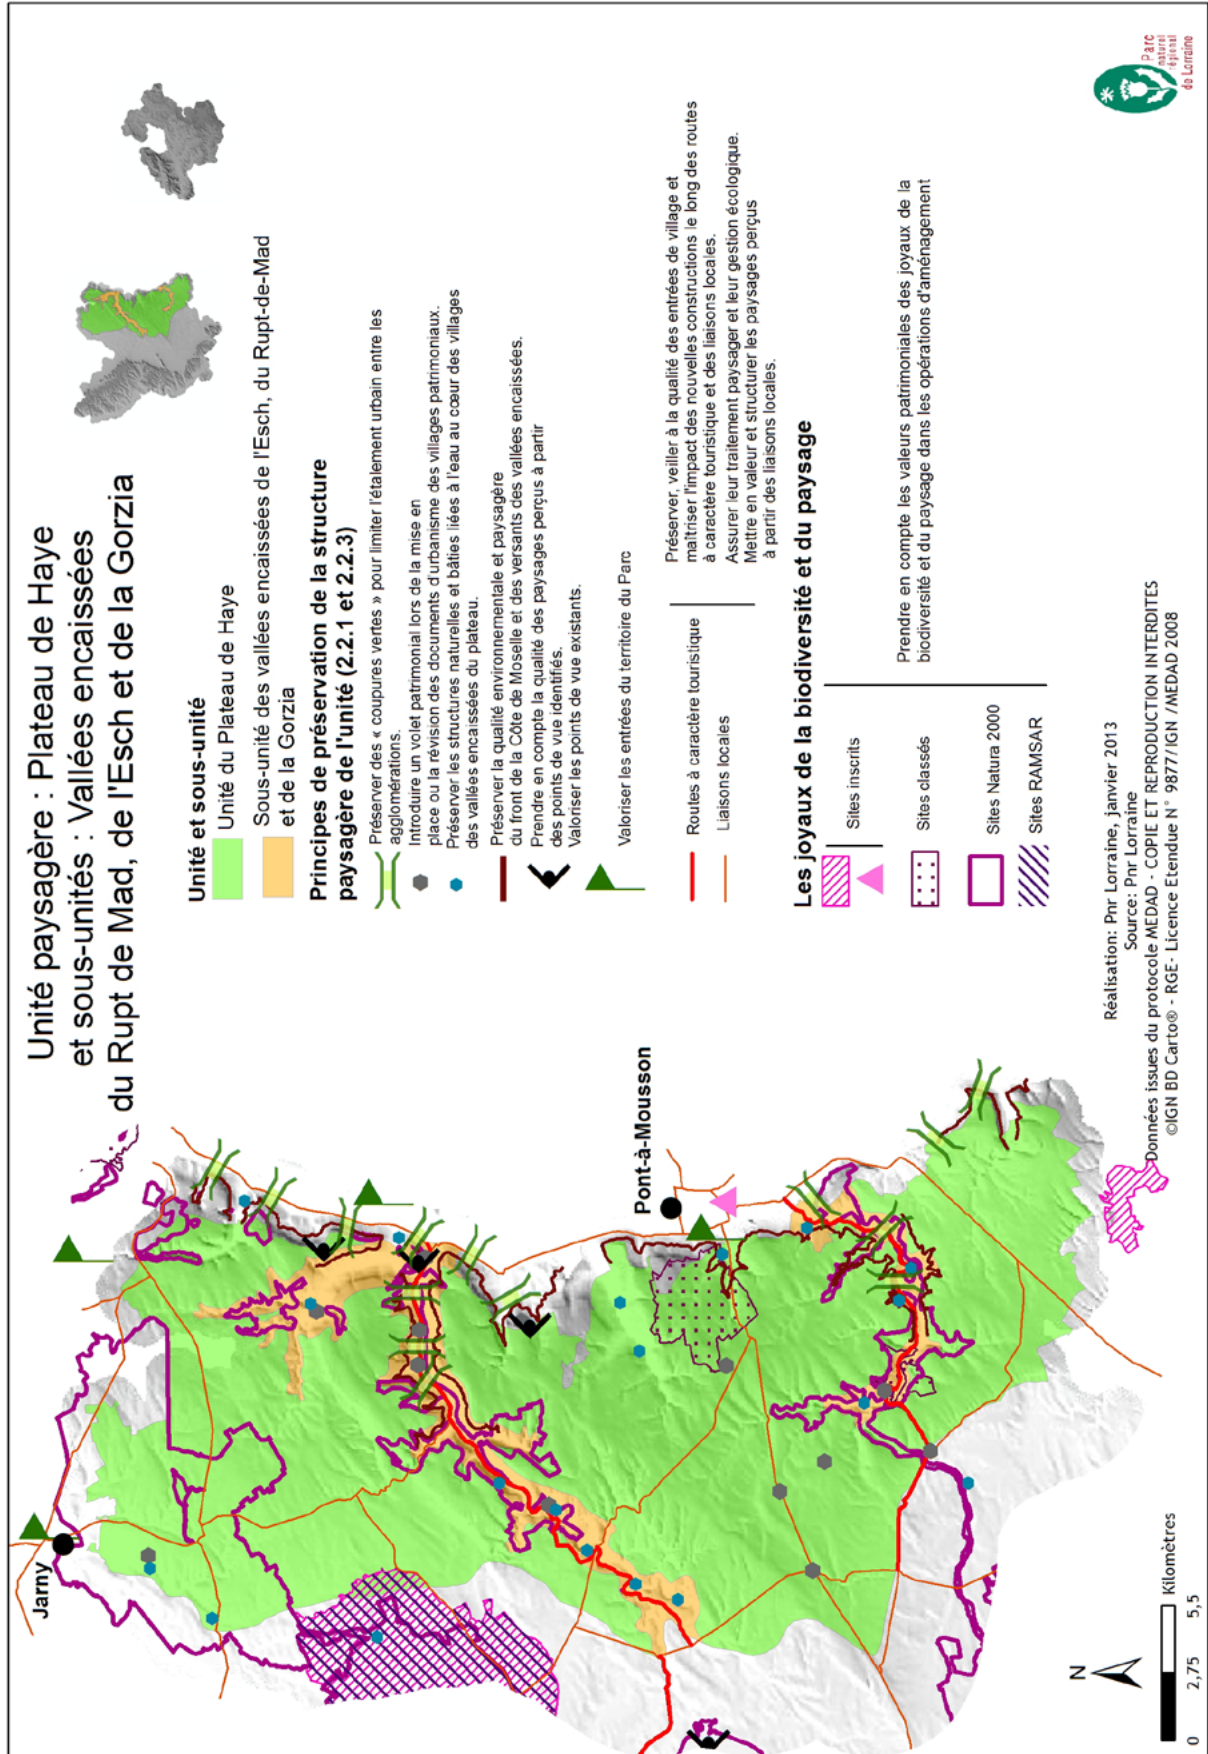 Unité paysagère : Plateau de Haye
et sous-unités : Vallées encaissées
du Rupt de Mad, de l'Esch et de la Gorzia
Unité et sous-unité
Unité du Plateau de Haye
Sous-unité des vallées encaissées de l'Esch, du Rupt-de-Mad
et de la Gorzia
Principes de préservation de la structure
paysagère de l'unité (2.2.1 et 2.2.3)
Préserver des « coupures vertes » pour limiter l'étalement urbain entre les
agglomérations.
Introduire un volet patrimonial lors de la mise en
place ou la révision des documents d'urbanisme des villages patrimoniaux.
Préserver les structures naturelles et bâties liées à l'eau au cœur des villages
des vallées encaissées du plateau.
Préserver la qualité environnementale et paysagère
du front de la Côte de Moselle et des versants des vallées encaissées.
Prendre en compte la qualité des paysages perçus à partir
des points de vue identifiés.
Valoriser les points de vue existants.
Valoriser les entrées du territoire du Parc
Routes à caractère touristique
Liaisons locales
Préserver, veiller à la qualité des entrées de village et
maîtriser l'impact des nouvelles constructions le long des routes
à caractère touristique et des liaisons locales.
Assurer leur traitement paysager et leur gestion écologique.
Mettre en valeur et structurer les paysages perçus
à partir des liaisons locales.
Les joyaux de la biodiversité et du paysage
Sites inscrits
Sites classés
Sites Natura 2000
Sites RAMSAR
Prendre en compte les valeurs patrimoniales des joyaux de la
biodiversité et du paysage dans les opérations d'aménagement
Jarny
Pont-à-Mousson
N
0 2,75 5,5
Kilomètres
Réalisation: Pnr Lorraine, janvier 2013
Source: Pnr Lorraine
Données issues du protocole MEDAD - COPIE ET REPRODUCTION INTERDITES
©IGN BD Carto® - RGE- Licence Etendue N° 9877/IGN /MEDAD 2008
Parc
naturel
régional
de Lorraine